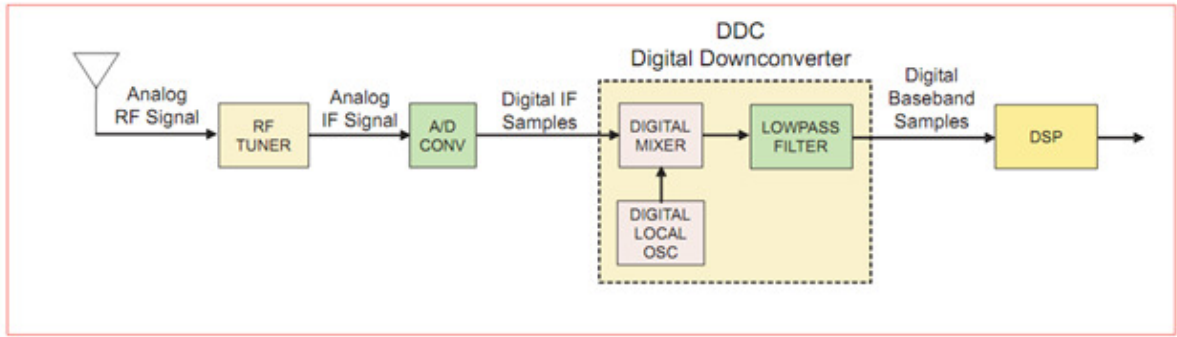 DDC
Digital Downconverter
Analog
RF Signal
RF
TUNER
Analog
IF Signal
A/D
CONV
Digital IF
Samples
DIGITAL
MIXER
DIGITAL
LOCAL
OSC
LOWPASS
FILTER
Digital
Baseband
Samples
DSP